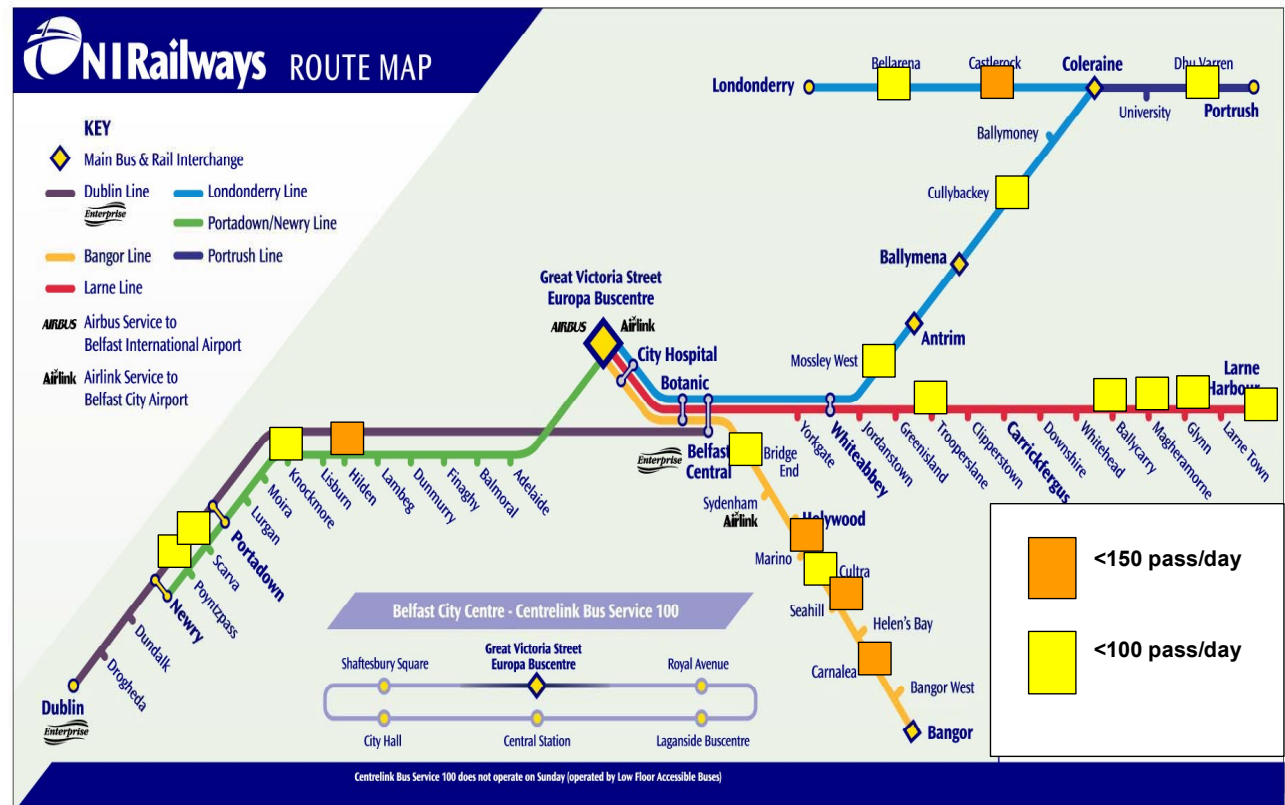 NIRailways ROUTE MAP
KEY
Main Bus & Rail Interchange
Dublin Line
Enterprise
Londonderry Line
Portadown/Newry Line
Bangor Line
Portrush Line
Larne Line
AIRBUS Airbus Service to
Belfast International Airport
Airlink Airlink Service to
Belfast City Airport
Londonderry
Bellarena
Castlerock
Coleraine
Dhu Varren
University
Portrush
Ballymoney
Cullybackey
Ballymena
Antrim
Mossley West
Great Victoria Street
Europa Buscentre
AIRBUS
Airlink
City Hospital
Botanic
Enterprise
Belfast
Central
Bridge
End
Yorkgate
Whiteabbey
Jordanstown
Greenisland
Trooperslane
Clipperstown
Carrickfergus
Downshire
Whitehead
Ballycarry
Magheramorne
Glynn
Larne Town
Larne
Harbour
Sydenham
Airlink
Holywood
Marino
Cultra
Seahill
Helen's Bay
Carnalea
Bangor West
Bangor
Adelaide
Balmoral
Finaghy
Dunmurry
Lambeg
Hilden
Lisburn
Knockmore
Moira
Lurgan
Portadown
Scarva
Poyntzpass
Newry
Dundalk
Drogheda
Dublin
Enterprise
Belfast City Centre - Centrelink Bus Service 100
Shaftesbury Square
Great Victoria Street
Europa Buscentre
Royal Avenue
City Hall
Central Station
Laganside Buscentre
Centrelink Bus Service 100 does not operate on Sunday (operated by Low Floor Accessible Buses)
<150 pass/day
<100 pass/day